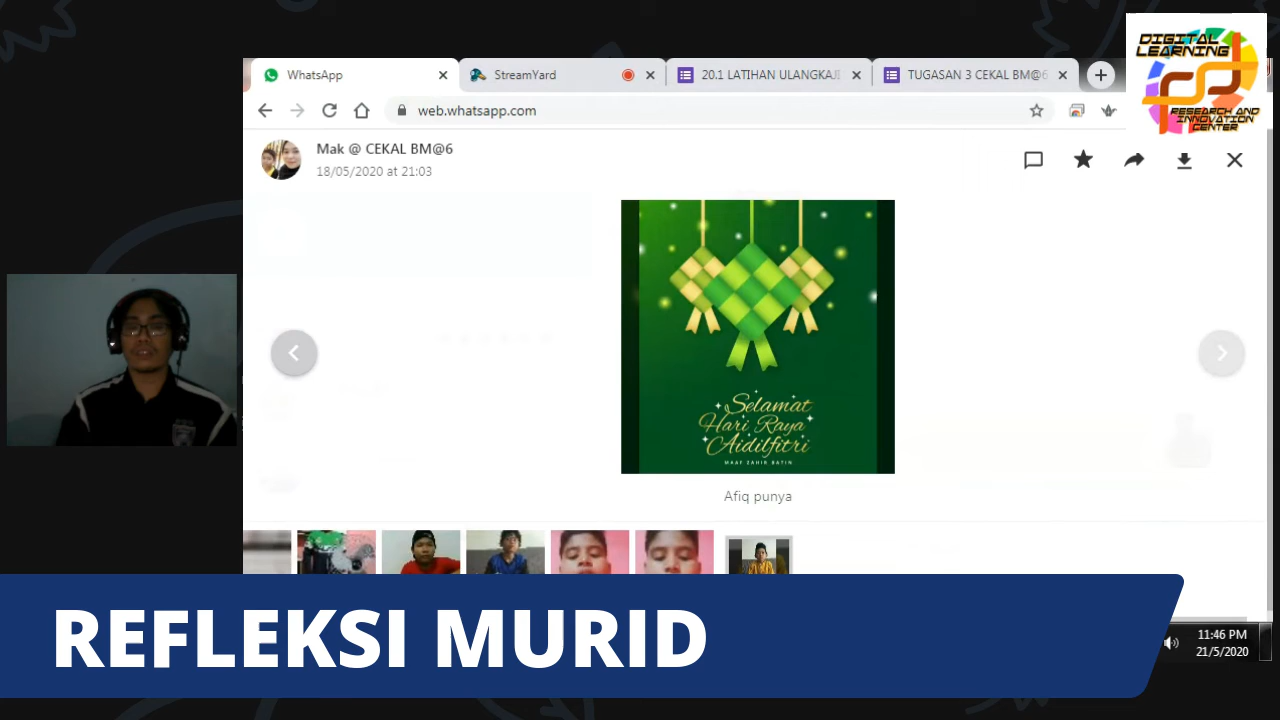 WhatsApp
StreamYard
20.1 LATIHAN ULANGKAJI
TUGASAN 3 CEKAL BM@6
web.whatsapp.com
DIGITAL
LEARNING
RESEARCH AND
INNOVATION
CENTER
Mak @ CEKAL BM@6
18/05/2020 at 21:03
Selamat
Hari Raya
Aidilfitri
MAAF ZAHIR BATIN
Afiq punya
REFLEKSI MURID
11:46 PM
21/5/2020